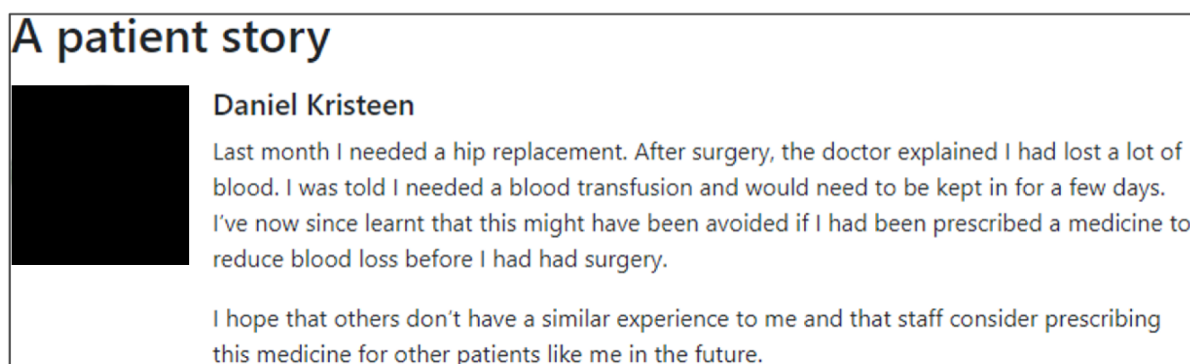 A patient story
Daniel Kristeen
Last month I needed a hip replacement. After surgery, the doctor explained I had lost a lot of
blood. I was told I needed a blood transfusion and would need to be kept in for a few days.
I’ve now since learnt that this might have been avoided if I had been prescribed a medicine to
reduce blood loss before I had had surgery.
I hope that others don’t have a similar experience to me and that staff consider prescribing
this medicine for other patients like me in the future.